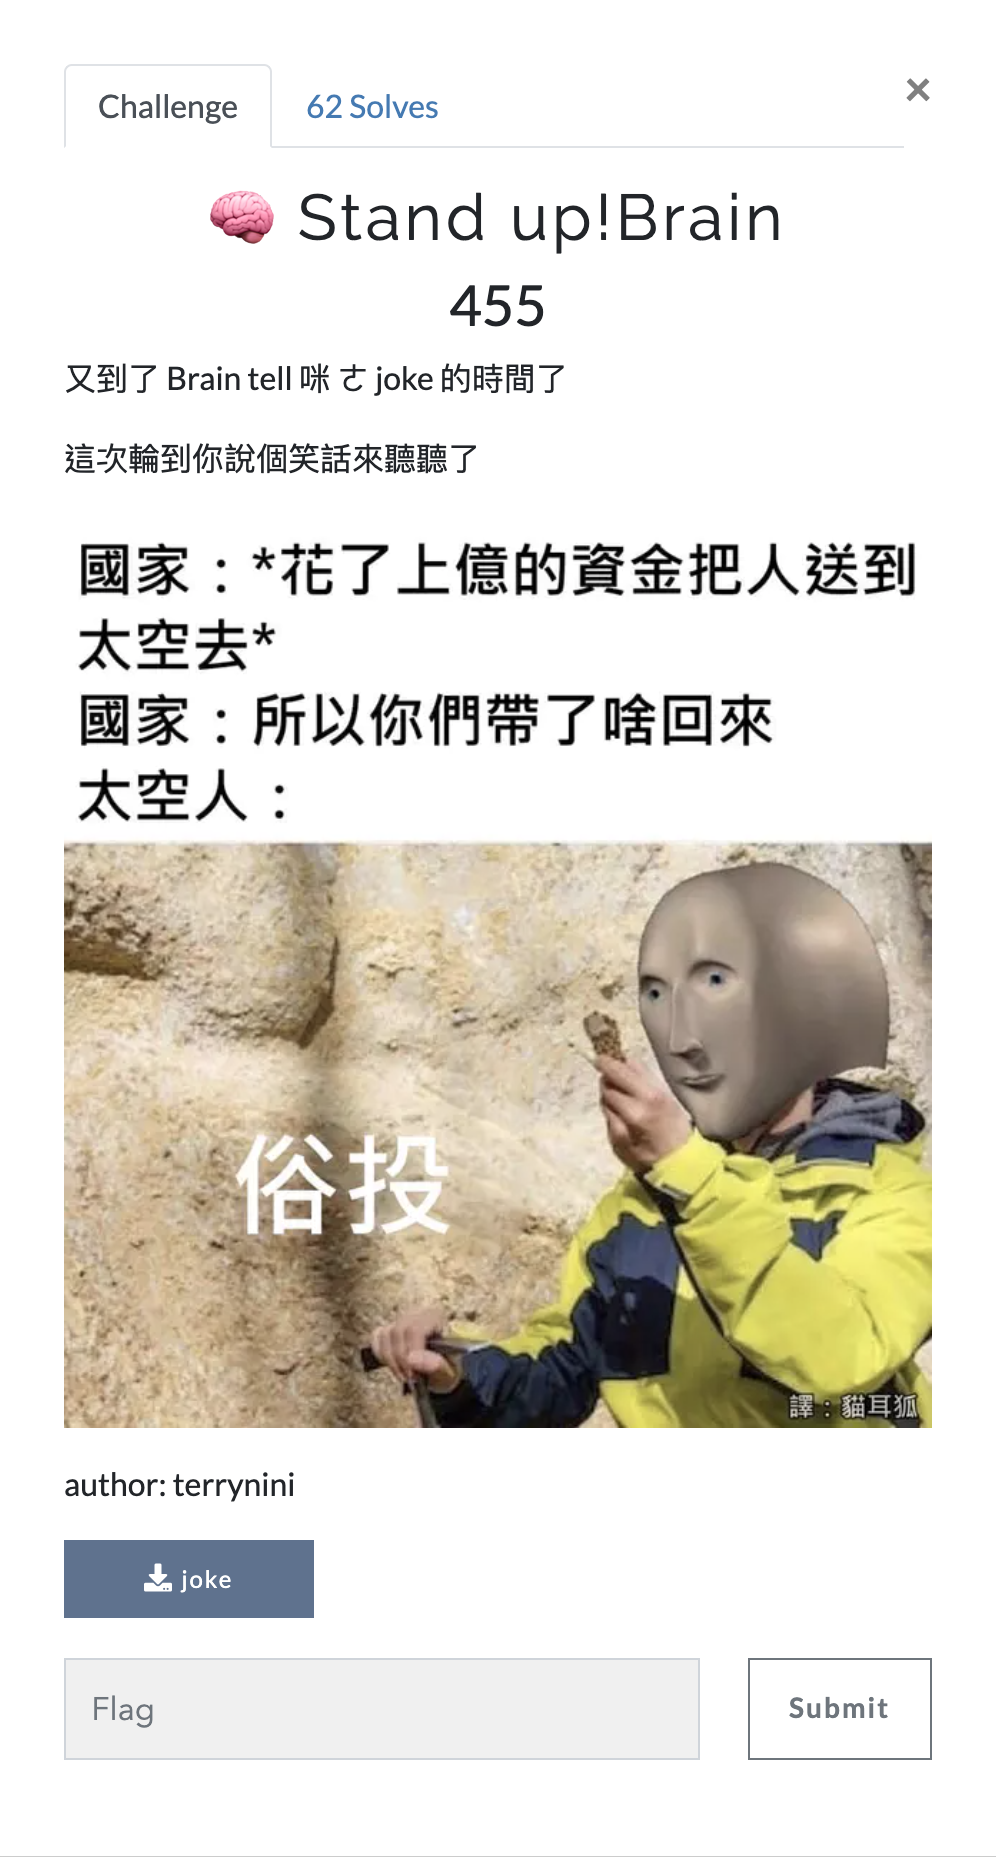 Challenge
62 Solves
×
🧠 Stand up!Brain
455
又到了 Brain tell 咪 ㄜ joke 的時間了
這次輪到你說個笑話來聽聽了
國家：*花了上億的資金把人送到
太空去*
國家：所以你們帶了啥回來
太空人：
俗投
譯：貓耳狐
author: terrynini
joke
Flag
Submit